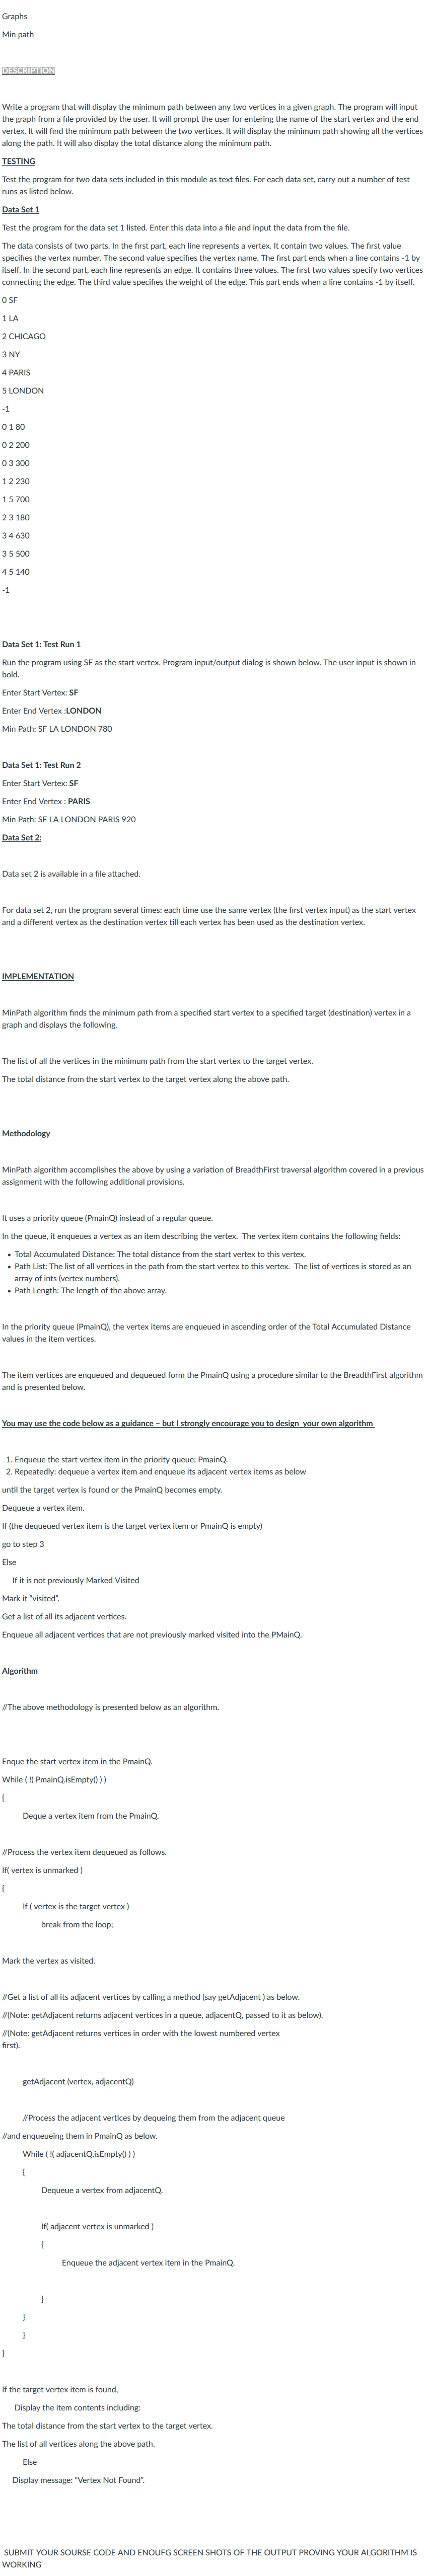 Graphs
Min path
DESCRIPTION
Write a program that will display the minimum path between any two vertices in a given graph. The program will input
the graph from a file provided by the user. It will prompt the user for entering the name of the start vertex and the end
vertex. It will find the minimum path between the two vertices. It will display the minimum path showing all the vertices
along the path. It will also display the total distance along the minimum path.
TESTING
Test the program for two data sets included in this module as text files. For each data set, carry out a number of test
runs as listed below.
Data Set 1
Test the program for the data set 1 listed. Enter this data into a file and input the data from the file.
The data consists of two parts. In the first part, each line represents a vertex. It contain two values. The first value
specifies the vertex number. The second value specifies the vertex name. The first part ends when a line contains -1 by
itself. In the second part, each line represents an edge. It contains three values. The first two values specify two vertices
connecting the edge. The third value specifies the weight of the edge. This part ends when a line contains -1 by itself.
0 SF
1 LA
2 CHICAGO
3 NY
4 PARIS
5 LONDON
-1
0 1 80
0 2 200
0 3 300
1 2 230
1 5 700
2 3 180
3 4 630
3 5 500
4 5 140
-1
Data Set 1: Test Run 1
Run the program using SF as the start vertex. Program input/output dialog is shown below. The user input is shown in
bold.
Enter Start Vertex: SF
Enter End Vertex :LONDON
Min Path: SF LA LONDON 780
Data Set 1: Test Run 2
Enter Start Vertex: SF
Enter End Vertex : PARIS
Min Path: SF LA LONDON PARIS 920
Data Set 2:
Data set 2 is available in a file attached.
For data set 2, run the program several times: each time use the same vertex (the first vertex input) as the start vertex
and a different vertex as the destination vertex till each vertex has been used as the destination vertex.
IMPLEMENTATION
MinPath algorithm finds the minimum path from a specified start vertex to a specified target (destination) vertex in a
graph and displays the following.
The list of all the vertices in the minimum path from the start vertex to the target vertex.
The total distance from the start vertex to the target vertex along the above path.
Methodology
MinPath algorithm accomplishes the above by using a variation of BreadthFirst traversal algorithm covered in a previous
assignment with the following additional provisions.
It uses a priority queue (PmainQ) instead of a regular queue.
In the queue, it enqueues a vertex as an item describing the vertex.  The vertex item contains the following fields:
• Total Accumulated Distance: The total distance from the start vertex to this vertex.
• Path List: The list of all vertices in the path from the start vertex to this vertex.  The list of vertices is stored as an
array of ints (vertex numbers).
• Path Length: The length of the above array.
In the priority queue (PmainQ), the vertex items are enqueued in ascending order of the Total Accumulated Distance
values in the item vertices.
The item vertices are enqueued and dequeued form the PmainQ using a procedure similar to the BreadthFirst algorithm
and is presented below.
You may use the code below as a guidance – but I strongly encourage you to design  your own algorithm
1. Enqueue the start vertex item in the priority queue: PmainQ.
2. Repeatedly: dequeue a vertex item and enqueue its adjacent vertex items as below
until the target vertex is found or the PmainQ becomes empty.
Dequeue a vertex item.
If (the dequeued vertex item is the target vertex item or PmainQ is empty)
go to step 3
Else
If it is not previously Marked Visited
Mark it “visited”.
Get a list of all its adjacent vertices.
Enqueue all adjacent vertices that are not previously marked visited into the PMainQ.
Algorithm
//The above methodology is presented below as an algorithm.
Enque the start vertex item in the PmainQ.
While ( !( PmainQ.isEmpty() ) )
{
Deque a vertex item from the PmainQ.
//Process the vertex item dequeued as follows.
If( vertex is unmarked )
{
If ( vertex is the target vertex )
break from the loop;
Mark the vertex as visited.
//Get a list of all its adjacent vertices by calling a method (say getAdjacent ) as below.
//(Note: getAdjacent returns adjacent vertices in a queue, adjacentQ, passed to it as below).
//(Note: getAdjacent returns vertices in order with the lowest numbered vertex
first).
getAdjacent (vertex, adjacentQ)
//Process the adjacent vertices by dequeing them from the adjacent queue
//and enqueueing them in PmainQ as below.
While ( !( adjacentQ.isEmpty() ) )
{
Dequeue a vertex from adjacentQ.
If( adjacent vertex is unmarked )
{
Enqueue the adjacent vertex item in the PmainQ.
}
}
}
}
If the target vertex item is found,
Display the item contents including:
The total distance from the start vertex to the target vertex.
The list of all vertices along the above path.
Else
Display message: “Vertex Not Found”.
SUBMIT YOUR SOURSE CODE AND ENOUFG SCREEN SHOTS OF THE OUTPUT PROVING YOUR ALGORITHM IS
WORKING